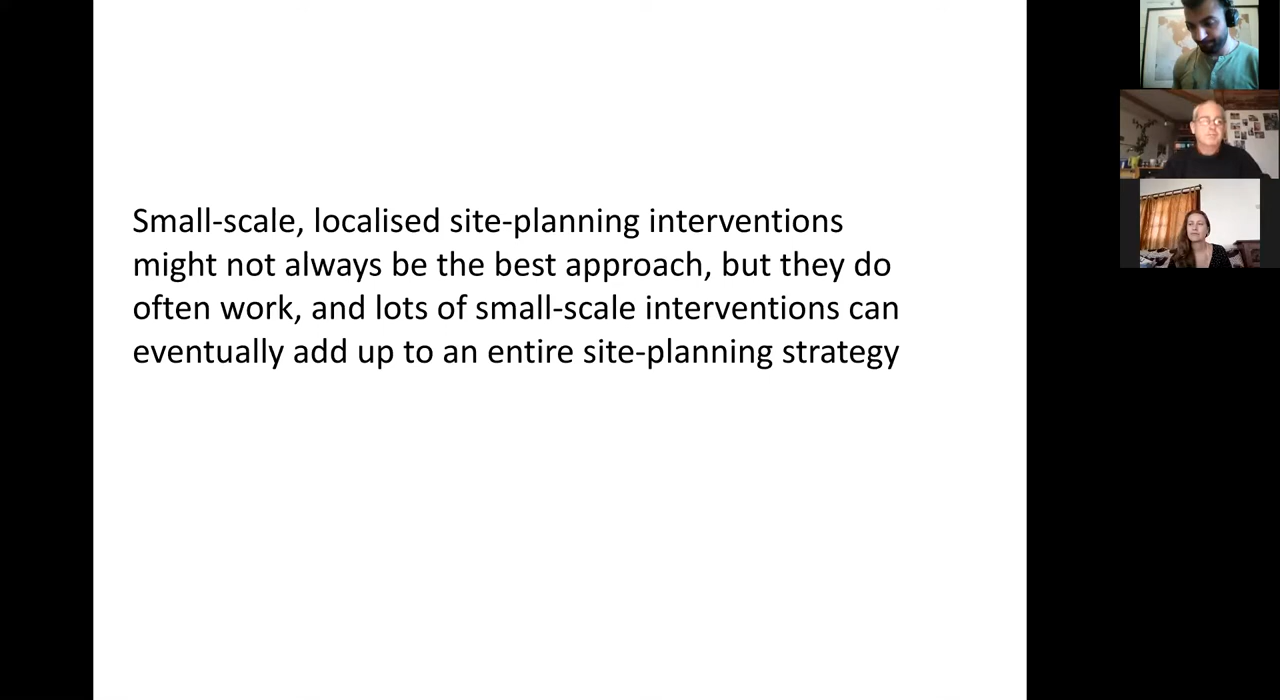 Small-scale, localised site-planning interventions
might not always be the best approach, but they do
often work, and lots of small-scale interventions can
eventually add up to an entire site-planning strategy